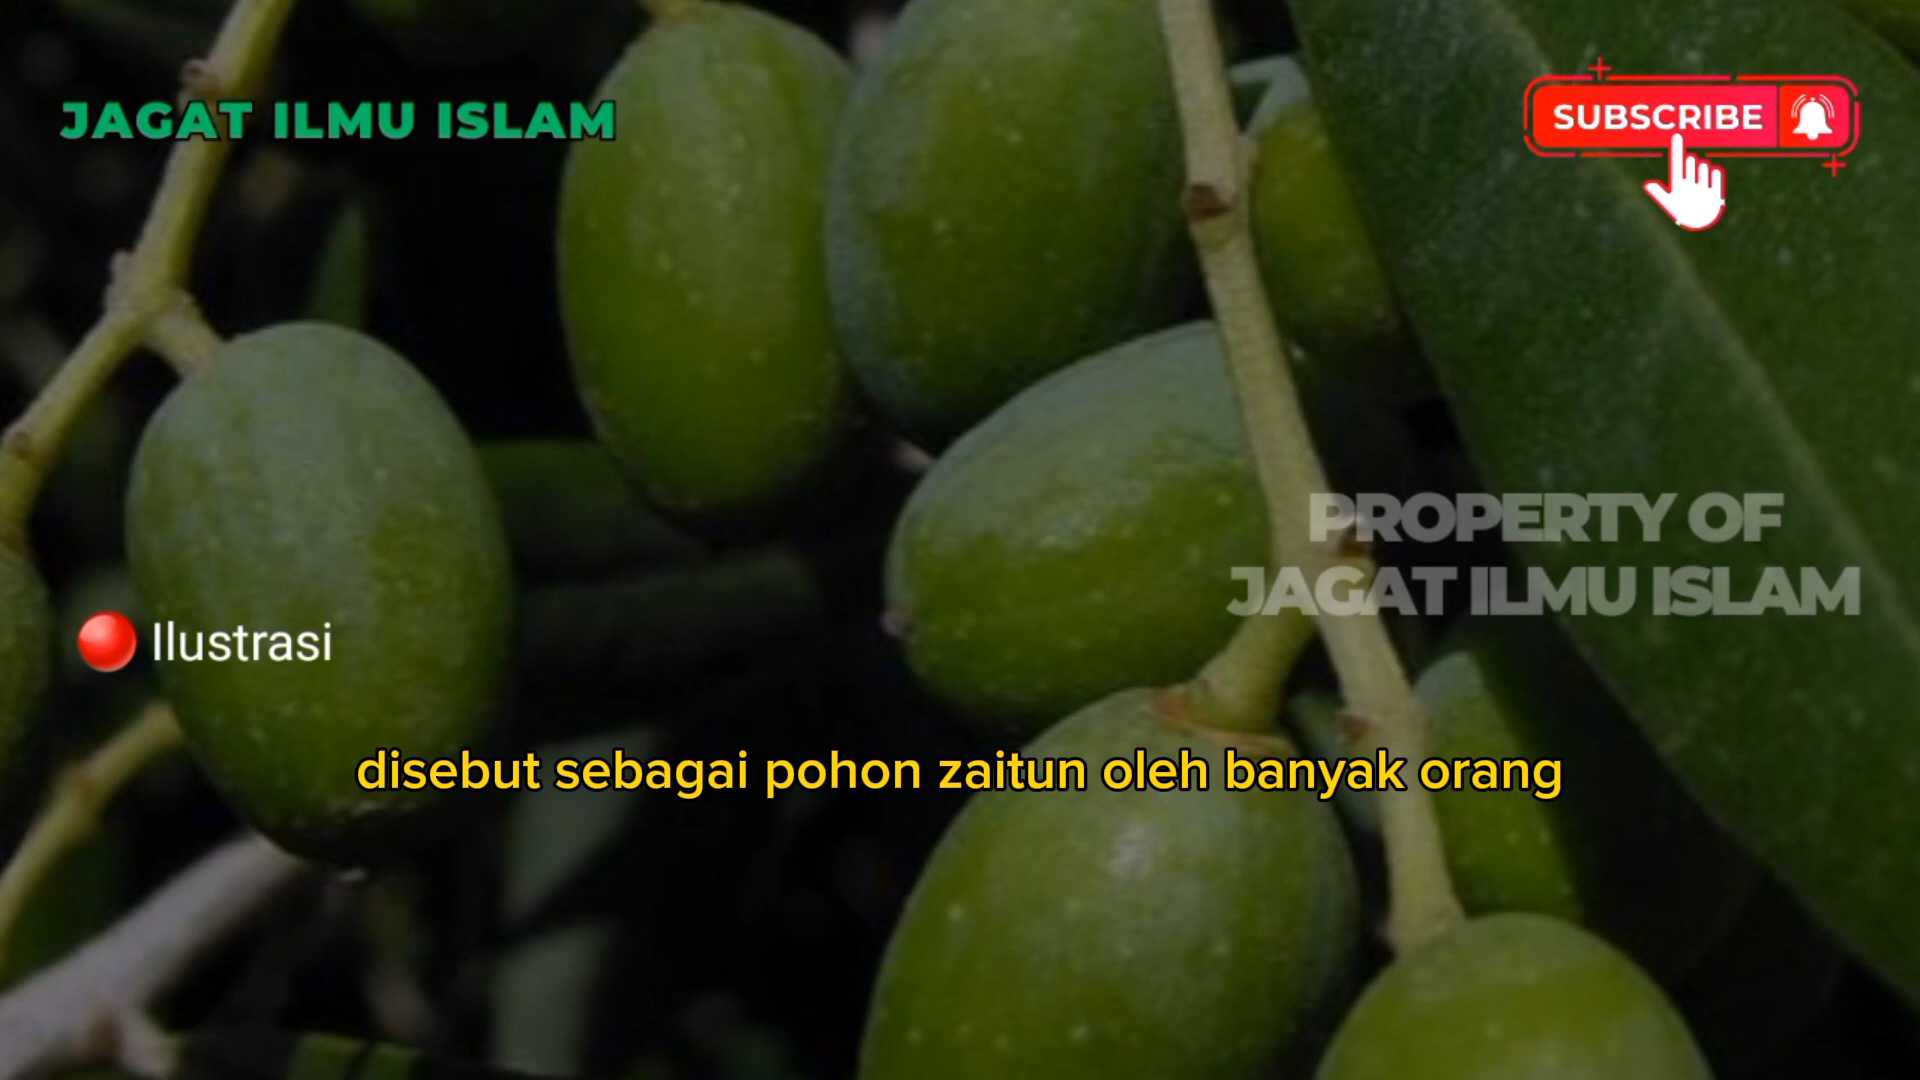 JAGAT ILMU ISLAM
SUBSCRIBE
PROPERTY OF
JAGAT ILMU ISLAM
Ilustrasi
disebut sebagai pohon zaitun oleh banyak orang